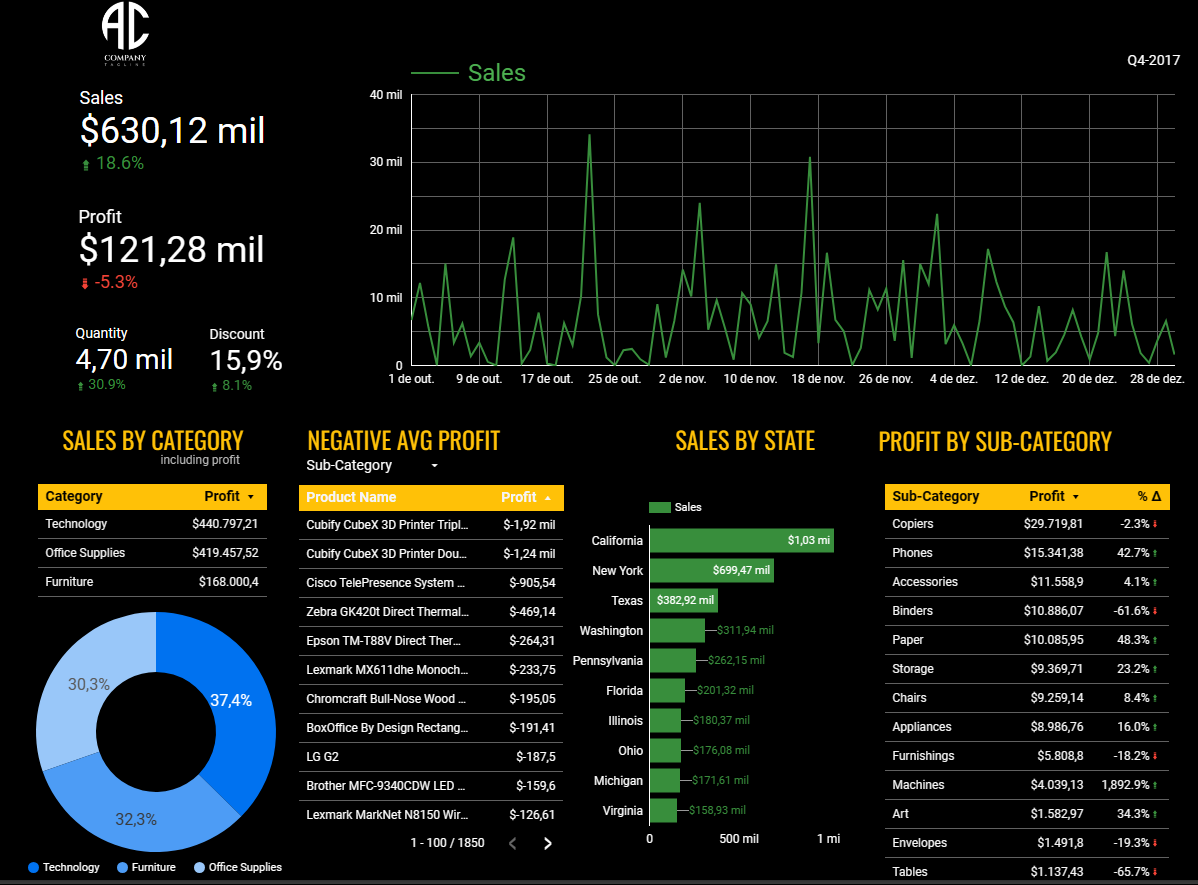 AC
COMPANY
TAGLINE
Q4-2017
Sales
$630,12 mil
18.6%
Profit
$121,28 mil
-5.3%
Quantity
4,70 mil
30.9%
Discount
15,9%
8.1%
Sales
40 mil
30 mil
20 mil
10 mil
0
1 de out. 9 de out. 17 de out. 25 de out. 2 de nov. 10 de nov. 18 de nov. 26 de nov. 4 de dez. 12 de dez. 20 de dez. 28 de dez.
SALES BY CATEGORY
including profit
Category Profit
Technology $440.797,21
Office Supplies $419.457,52
Furniture $168.000,4
30,3%
37,4%
32,3%
Technology Furniture Office Supplies
NEGATIVE AVG PROFIT
Sub-Category
Product Name Profit
Cubify CubeX 3D Printer Tripl... $-1,92 mil
Cubify CubeX 3D Printer Dou... $-1,24 mil
Cisco TelePresence System ... $-905,54
Zebra GK420t Direct Thermal... $-469,14
Epson TM-T88V Direct Ther... $-264,31
Lexmark MX611dhe Monoch... $-233,75
Chromcraft Bull-Nose Wood ... $-195,05
BoxOffice By Design Rectang... $-191,41
LG G2 $-187,5
Brother MFC-9340CDW LED ... $-159,6
Lexmark MarkNet N8150 Wir... $-126,61
1 - 100 / 1850
SALES BY STATE
Sales
California $1,03 mi
New York $699,47 mil
Texas $382,92 mil
Washington $311,94 mil
Pennsylvania $262,15 mil
Florida $201,32 mil
Illinois $180,37 mil
Ohio $176,08 mil
Michigan $171,61 mil
Virginia $158,93 mil
0 500 mil 1 mi
PROFIT BY SUB-CATEGORY
Sub-Category Profit % Δ
Copiers $29.719,81 -2.3%
Phones $15.341,38 42.7%
Accessories $11.558,9 4.1%
Binders $10.886,07 -61.6%
Paper $10.085,95 48.3%
Storage $9.369,71 23.2%
Chairs $9.259,14 8.4%
Appliances $8.986,76 16.0%
Furnishings $5.808,8 -18.2%
Machines $4.039,13 1,892.9%
Art $1.582,97 34.3%
Envelopes $1.491,8 -19.3%
Tables $1.137,43 -65.7%